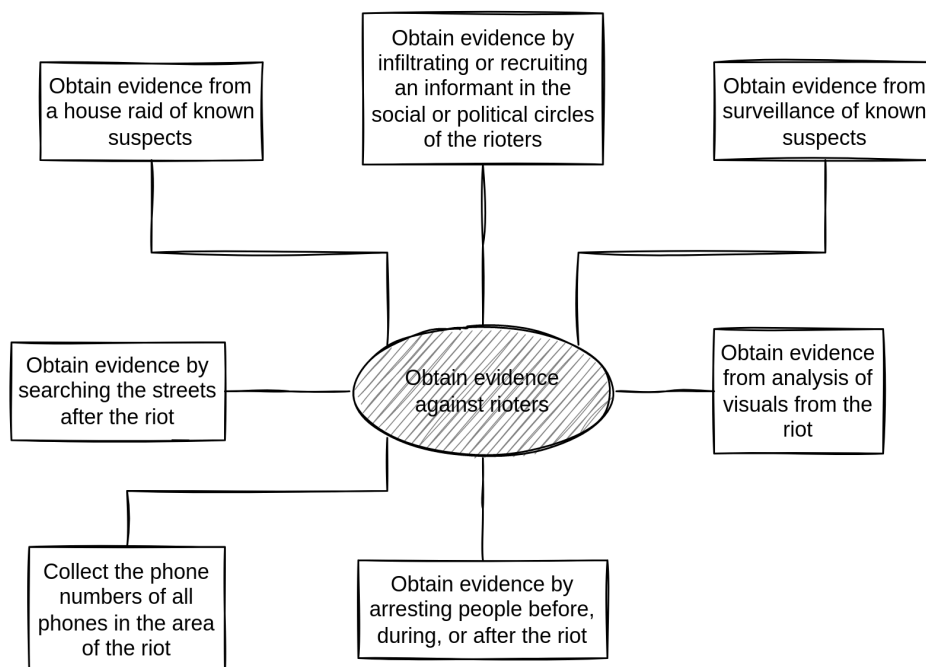 Obtain evidence from
a house raid of known
suspects
Obtain evidence by
infiltrating or recruiting
an informant in the
social or political circles
of the rioters
Obtain evidence from
surveillance of known
suspects
Obtain evidence by
searching the streets
after the riot
Obtain evidence
against rioters
Obtain evidence
from analysis of
visuals from the
riot
Collect the phone
numbers of all
phones in the area
of the riot
Obtain evidence by
arresting people before,
during, or after the riot